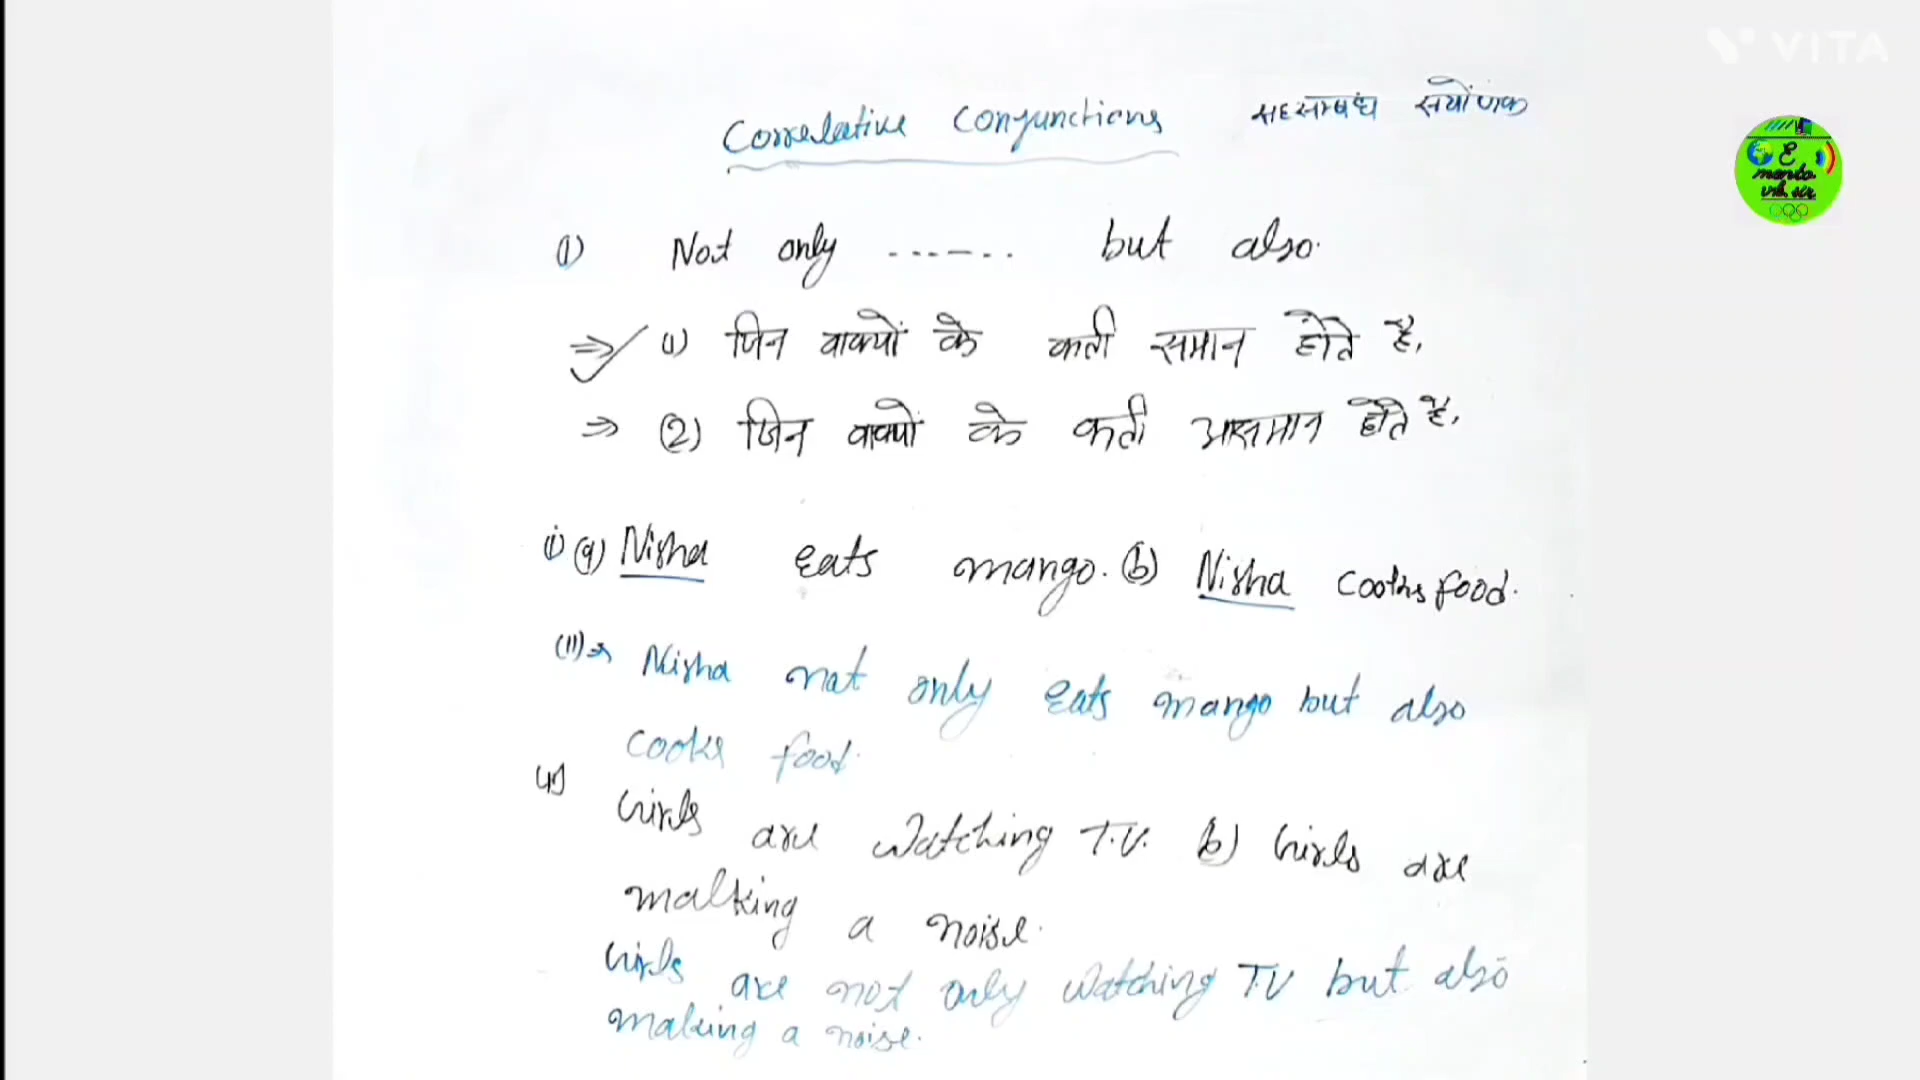 VITA
Correlative Conjunctions सहसम्बंध सयोंजक
(1) Not only ------- but also.
⇒ (1) जिन वाक्यों के कर्ता समान होते है,
⇒ (2) जिन वाक्यो के कर्ता असमान होते है,
i) (a) Nisha eats mango. (b) Nisha cooks food.
(ii)→ Nisha not only eats mango but also
cooks food.
Girls are watching T.V. b) Girls are
making a noise.
Girls are not only watching TV but also
making a noise.